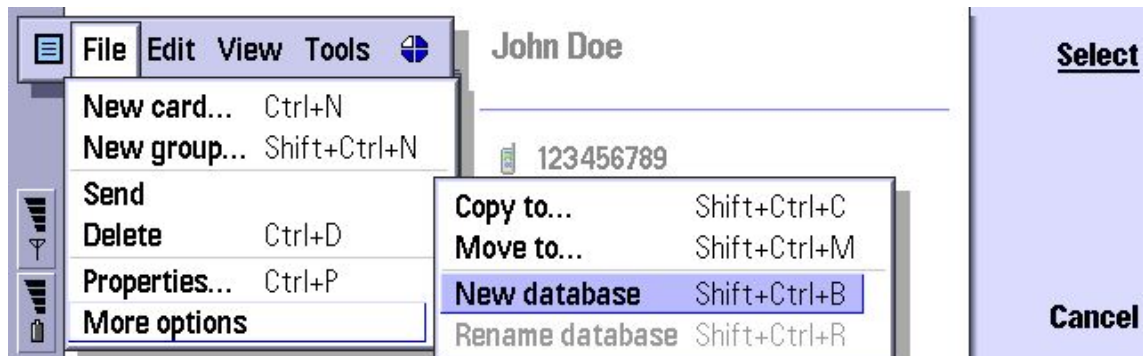 File Edit View Tools
John Doe
Select
New card... Ctrl+N
New group... Shift+Ctrl+N
123456789
Send
Delete Ctrl+D
Properties... Ctrl+P
More options
Copy to... Shift+Ctrl+C
Move to... Shift+Ctrl+M
New database Shift+Ctrl+B
Rename database Shift+Ctrl+R
Cancel